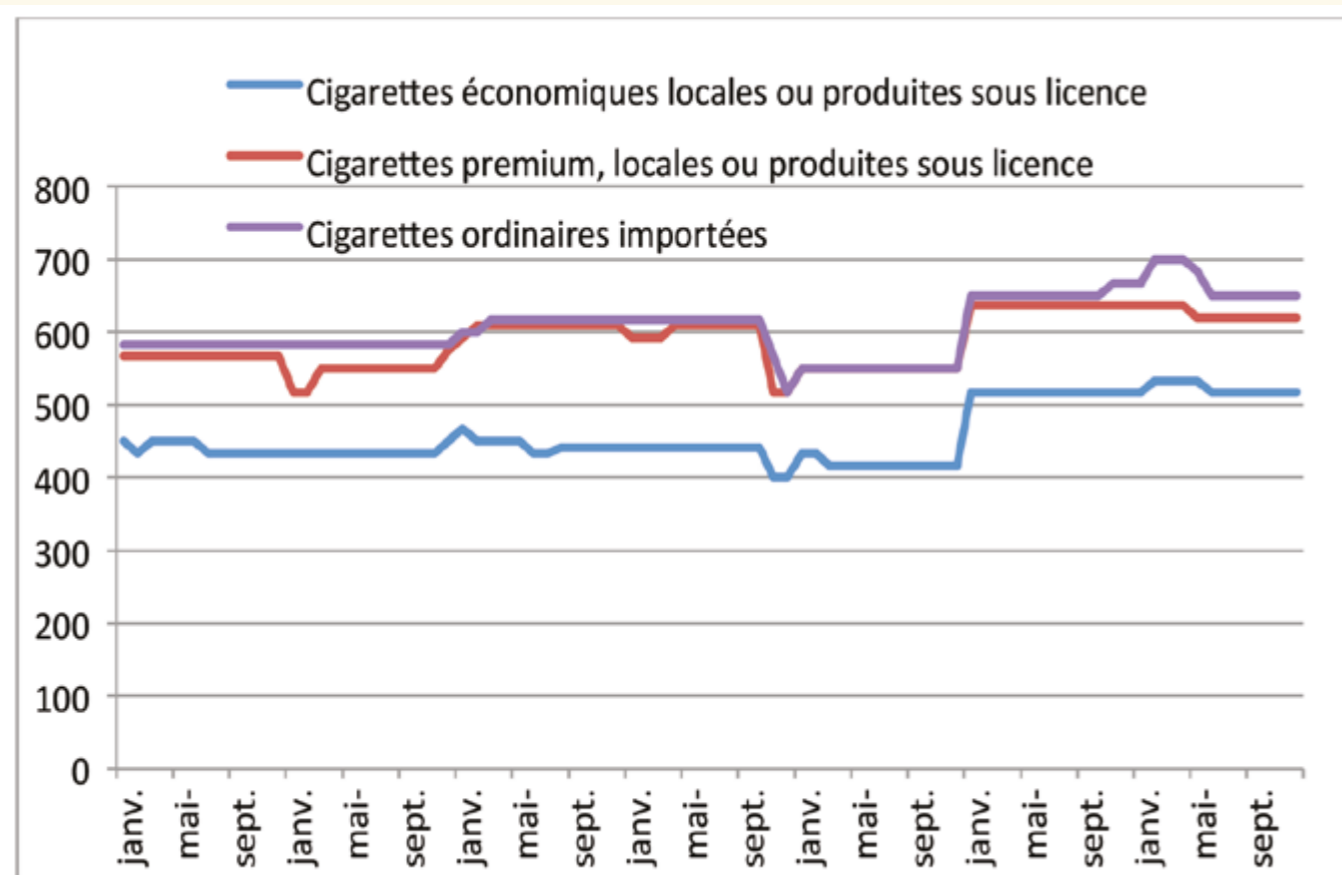 Cigarettes économiques locales ou produites sous licence
Cigarettes premium, locales ou produites sous licence
Cigarettes ordinaires importées
800
700
600
500
400
300
200
100
0
janv.
mai-
sept.
janv.
mai-
sept.
janv.
mai-
sept.
janv.
mai-
sept.
janv.
mai-
sept.
janv.
mai-
sept.
janv.
mai-
sept.